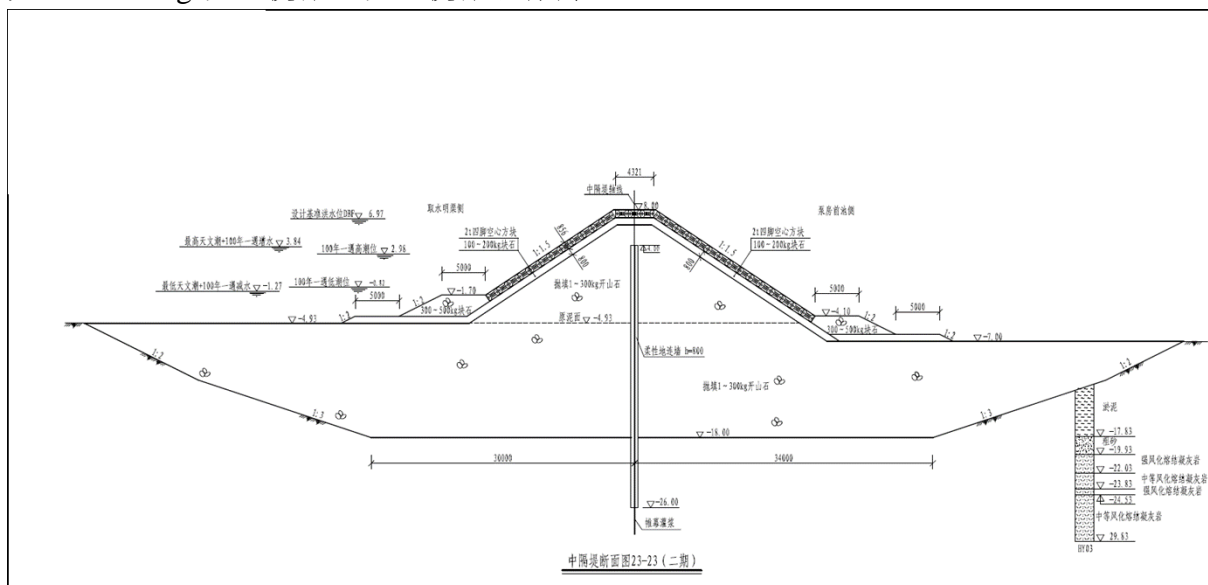 4321
中隔堤轴线
8.00
设计基准洪水位DBF 6.97
取水明渠侧
泵房前池侧
2t四脚空心方块
100~200kg块石
856
1:1.5
800
1:1.5
800
2t四脚空心方块
100~200kg块石
最高天文潮+100年一遇增水 3.84
100年一遇高潮位 2.96
最低天文潮+100年一遇减水 -1.27
100年一遇低潮位
5000
5000
-1.70
1:2
1:2
300~500kg块石
抛填1~300kg开山石
原泥面 -4.93
-4.93
5000
5000
-4.10
1:2
1:2
300~500kg块石
-7.00
柔性地连墙 h=800
抛填1~300kg开山石
1:2
1:3
1:2
1:3
-18.00
30000
34000
-26.00
帷幕灌浆
淤泥
-17.83
粗砂
-19.93
强风化熔结凝灰岩
-22.03
中等风化熔结凝灰岩
-23.83
强风化熔结凝灰岩
-24.53
中等风化熔结凝灰岩
29.83
HY03
中隔堤断面图23-23（二期）